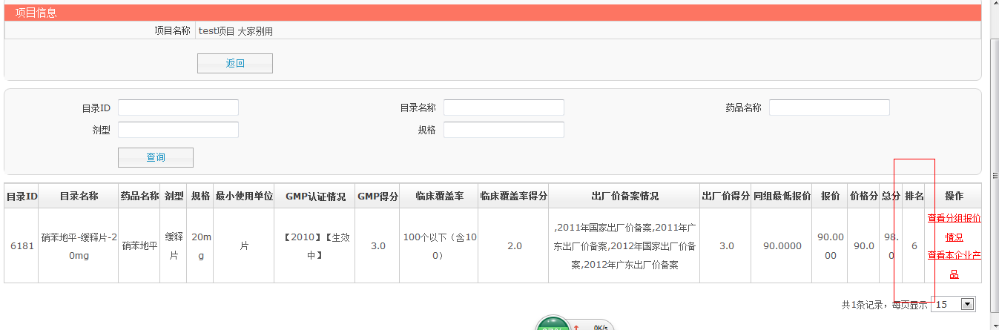 项目信息
项目名称 test项目 大家别用
返回
目录ID 目录名称 药品名称
剂型 规格
查询
目录ID 目录名称 药品名称 剂型 规格 最小使用单位 GMP认证情况 GMP得分 临床覆盖率 临床覆盖率得分 出厂价备案情况 出厂价得分 同组最低报价 报价 价格分 总分 排名 操作
6181
硝苯地平-缓释片-2
0mg
硝苯地平
缓释
片
20m
g
片
【2010】【生效
中】
3.0
100个以下（含10
0）
2.0
,2011年国家出厂价备案,2011年广
东出厂价备案,2012年国家出厂价备
案,2012年广东出厂价备案
3.0
90.0000
90.00
00
90.0
98.
0
6
查看分组报价
情况
查看本企业产
品
共1条记录，每页显示 15
0K/s